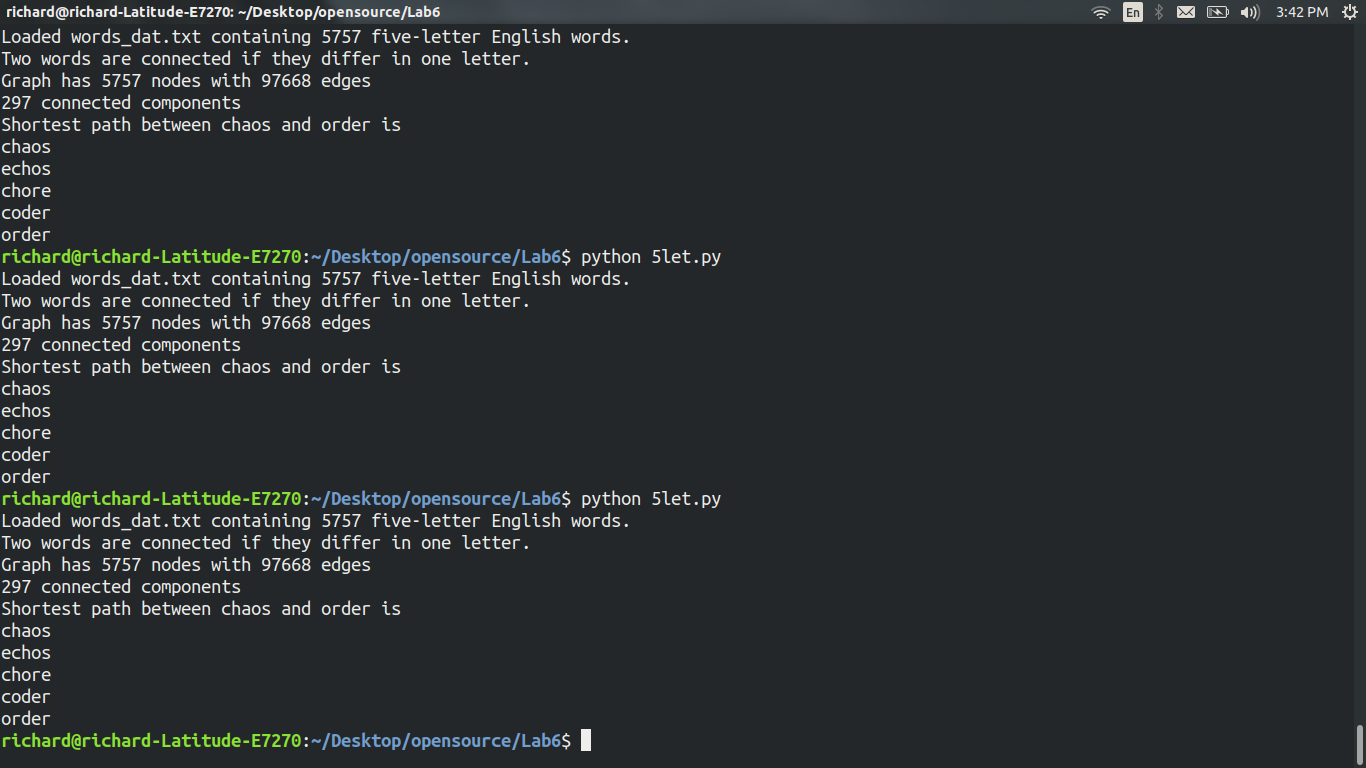 richard@richard-Latitude-E7270: ~/Desktop/opensource/Lab6 En 3:42 PM
Loaded words_dat.txt containing 5757 five-letter English words.
Two words are connected if they differ in one letter.
Graph has 5757 nodes with 97668 edges
297 connected components
Shortest path between chaos and order is
chaos
echos
chore
coder
order
richard@richard-Latitude-E7270:~/Desktop/opensource/Lab6$ python 5let.py
Loaded words_dat.txt containing 5757 five-letter English words.
Two words are connected if they differ in one letter.
Graph has 5757 nodes with 97668 edges
297 connected components
Shortest path between chaos and order is
chaos
echos
chore
coder
order
richard@richard-Latitude-E7270:~/Desktop/opensource/Lab6$ python 5let.py
Loaded words_dat.txt containing 5757 five-letter English words.
Two words are connected if they differ in one letter.
Graph has 5757 nodes with 97668 edges
297 connected components
Shortest path between chaos and order is
chaos
echos
chore
coder
order
richard@richard-Latitude-E7270:~/Desktop/opensource/Lab6$